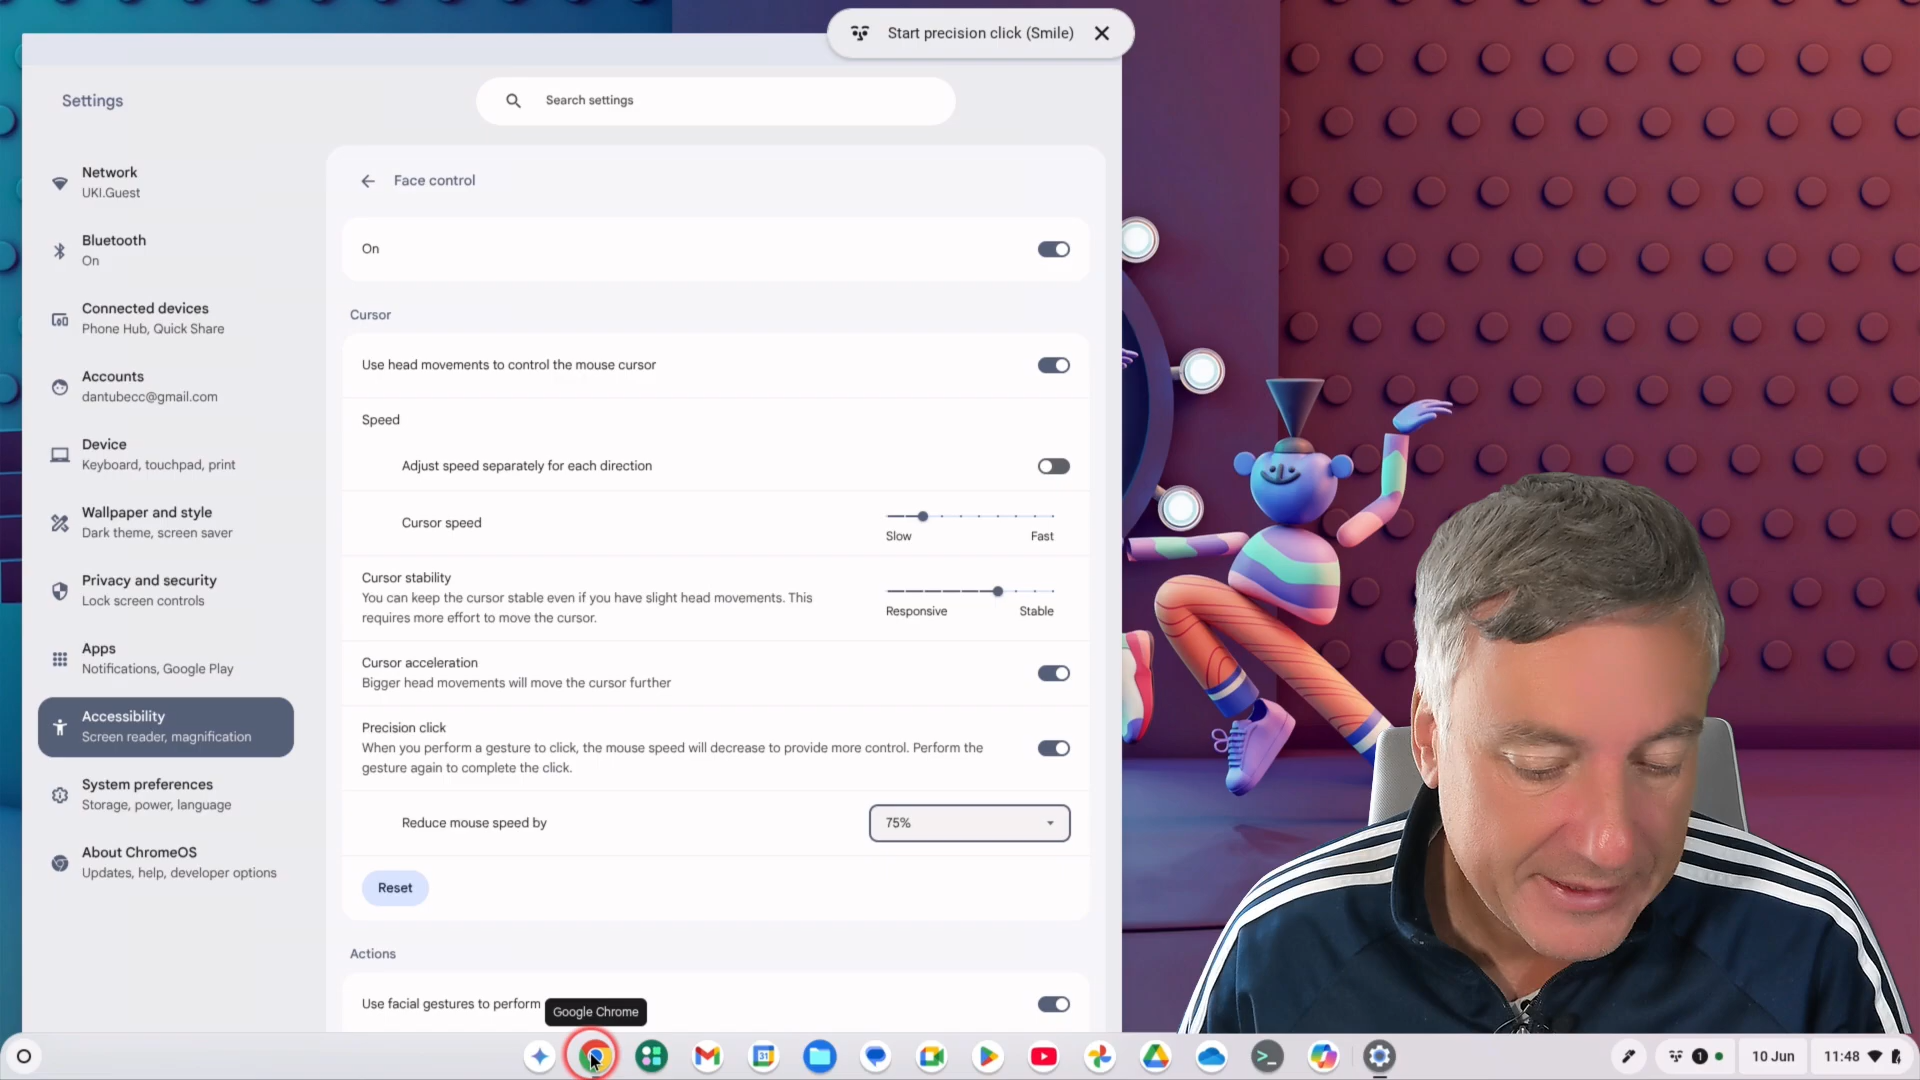 Start precision click (Smile)
Settings
Search settings
Network
UKI.Guest
Bluetooth
On
Connected devices
Phone Hub, Quick Share
Accounts
dantubecc@gmail.com
Device
Keyboard, touchpad, print
Wallpaper and style
Dark theme, screen saver
Privacy and security
Lock screen controls
Apps
Notifications, Google Play
Accessibility
Screen reader, magnification
System preferences
Storage, power, language
About ChromeOS
Updates, help, developer options
Face control
On
Cursor
Use head movements to control the mouse cursor
Speed
Adjust speed separately for each direction
Cursor speed
Slow
Fast
Cursor stability
You can keep the cursor stable even if you have slight head movements. This
requires more effort to move the cursor.
Responsive
Stable
Cursor acceleration
Bigger head movements will move the cursor further
Precision click
When you perform a gesture to click, the mouse speed will decrease to provide more control. Perform the
gesture again to complete the click.
Reduce mouse speed by
75%
Reset
Actions
Use facial gestures to perform
Google Chrome
31
1
10 Jun
11:48